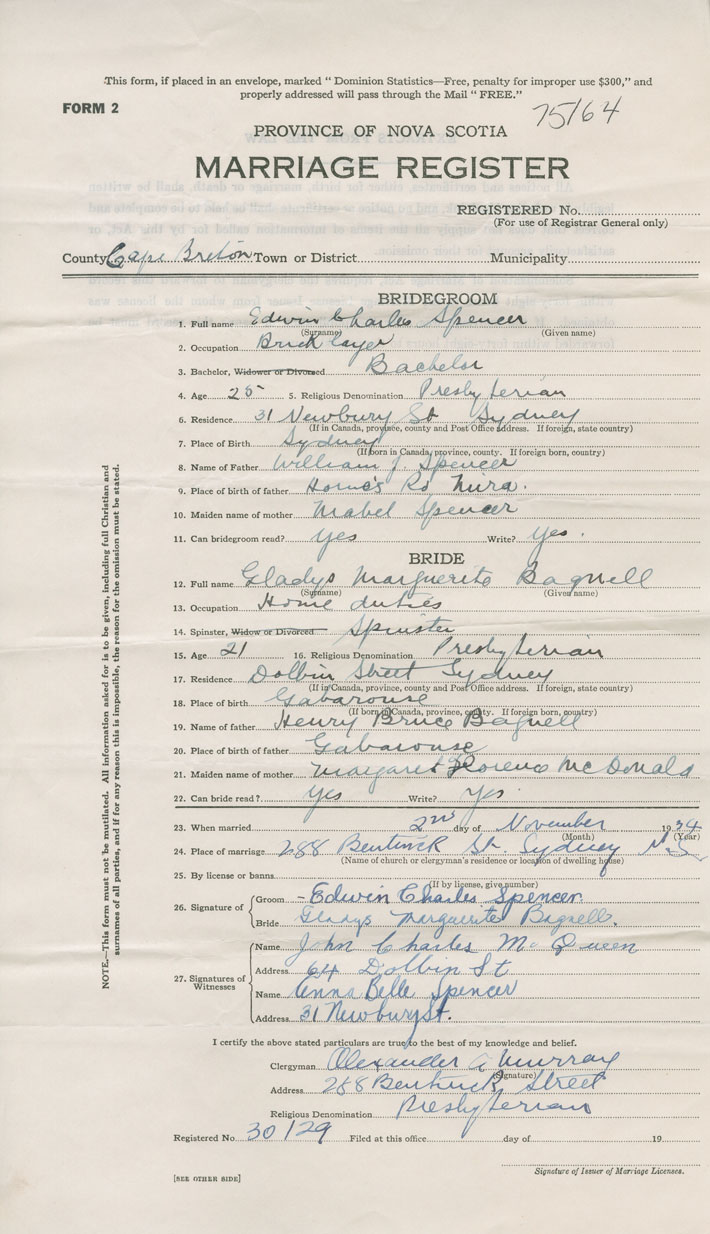 This form, if placed in an envelope, marked " Dominion Statistics—Free, penalty for improper use $300," and
properly addressed will pass through the Mail " FREE."
FORM 2
75164
PROVINCE OF NOVA SCOTIA
MARRIAGE REGISTER
REGISTERED No.
(For use of Registrar General only)
County Cape Breton Town or District Municipality
BRIDEGROOM
1. Full name Edwin Charles Spencer
(Surname) (Given name)
2. Occupation Brick layer
3. Bachelor, Widower or Divorced Bachelor
4. Age 25 5. Religious Denomination Presbyterian
6. Residence 31 Newbury St Sydney
(If in Canada, province, county and Post Office address. If foreign, state country)
7. Place of Birth Sydney
(If born in Canada, province, county. If foreign born, country)
8. Name of Father William J. Spencer
9. Place of birth of father Horne's Rd Mira.
10. Maiden name of mother Mabel Spencer
11. Can bridegroom read? Yes Write? Yes.
BRIDE
12. Full name Gladys Marguerite Bagnell
(Surname) (Given name)
13. Occupation Home duties
14. Spinster, Widow or Divorced Spinster
15. Age 21 16. Religious Denomination Presbyterian
17. Residence Dolbin Street Sydney
(If in Canada, province, county and Post Office address. If foreign, state country)
18. Place of birth Gabarouse
(If born in Canada, province, county. If foreign born, country)
19. Name of father Henry Bruce Bagnell
20. Place of birth of father Gabarouse
21. Maiden name of mother Margaret Florence McDonald
22. Can bride read? Yes Write? Yes.
23. When married 2nd day of November 1934
(Month) (Year)
24. Place of marriage 288 Bentinck St. Sydney N.S.
(Name of church or clergyman's residence or location of dwelling house)
25. By license or banns
(If by license, give number)
26. Signature of Groom - Edwin Charles Spencer.
Bride Gladys Marguerite Bagnell.
27. Signatures of Witnesses
Name John Charles McQueen
Address 64 Dolbin St
Name Anna Belle Spencer
Address 31 Newbury St.
I certify the above stated particulars are true to the best of my knowledge and belief.
Clergyman Alexander A Murray
(Signature)
Address 288 Bentinck Street
Religious Denomination Presbyterian
Registered No. 30129 Filed at this office day of 19
Signature of Issuer of Marriage Licenses.
[SEE OTHER SIDE]
NOTE.—This form must not be mutilated. All information asked for is to be given, including full Christian and
surnames of all parties, and if for any reason this is impossible, the reason for the omission must be stated.